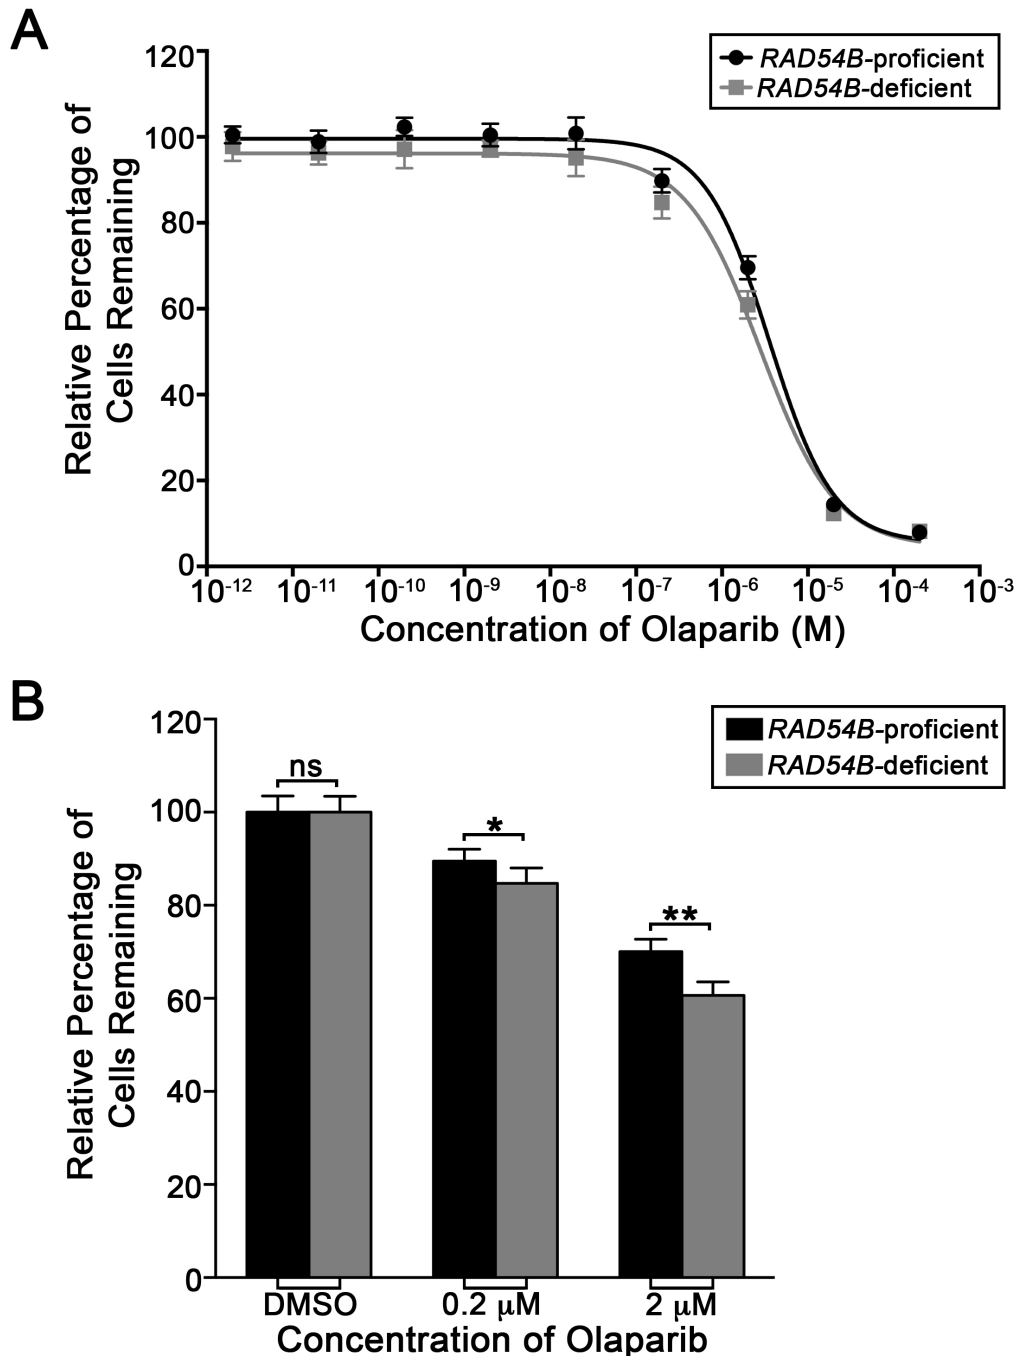 A
RAD54B-proficient
RAD54B-deficient
120
100
80
60
40
20
0
Relative Percentage of
Cells Remaining
10⁻¹² 10⁻¹¹ 10⁻¹⁰ 10⁻⁹ 10⁻⁸ 10⁻⁷ 10⁻⁶ 10⁻⁵ 10⁻⁴ 10⁻³
Concentration of Olaparib (M)
B
RAD54B-proficient
RAD54B-deficient
120
100
80
60
40
20
0
Relative Percentage of
Cells Remaining
ns
*
**
DMSO 0.2 μM 2 μM
Concentration of Olaparib